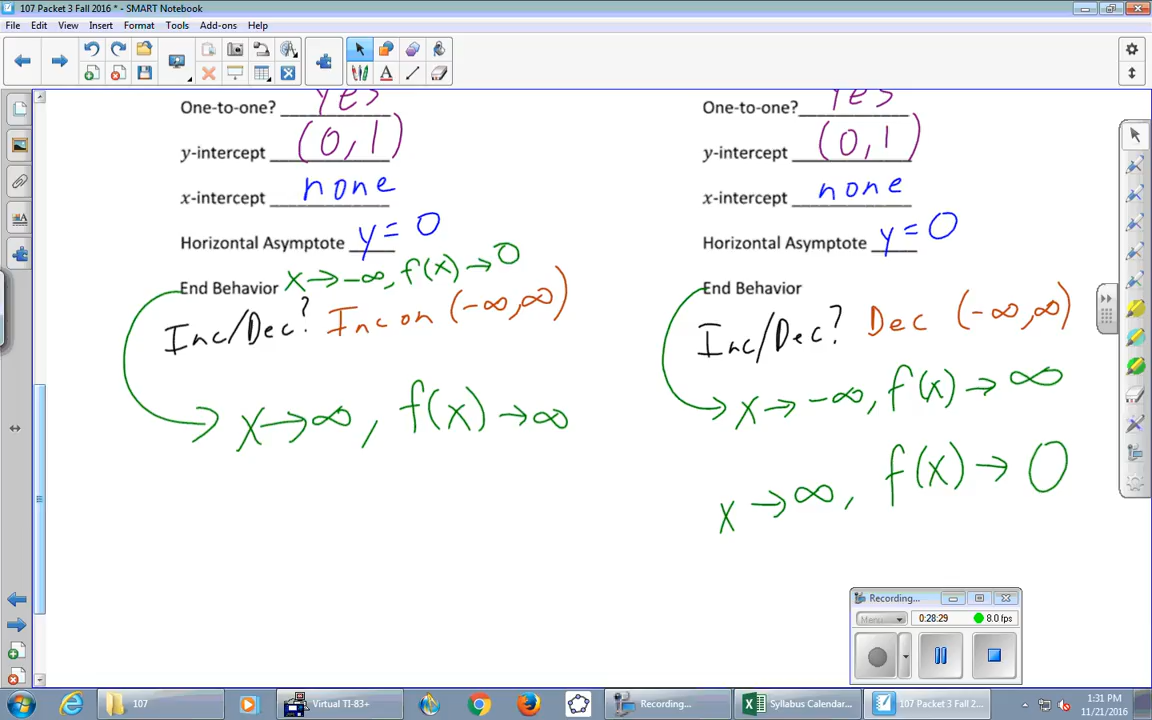 107 Packet 3 Fall 2016 * - SMART Notebook
File Edit View Insert Format Tools Add-ons Help
One-to-one? yes
y-intercept (0,1)
x-intercept none
Horizontal Asymptote y = 0
End Behavior x → -∞, f(x) → 0
Inc/Dec? Inc on (-∞,∞)
x → ∞, f(x) → ∞
One-to-one? yes
y-intercept (0,1)
x-intercept none
Horizontal Asymptote y = 0
End Behavior
Inc/Dec? Dec (-∞,∞)
x → -∞, f(x) → ∞
x → ∞, f(x) → 0
Recording...
Menu 0:28:29 8.0 fps
107 Virtual TI-83+ Recording... Syllabus Calendar... 107 Packet 3 Fall ... 1:31 PM
11/21/2016